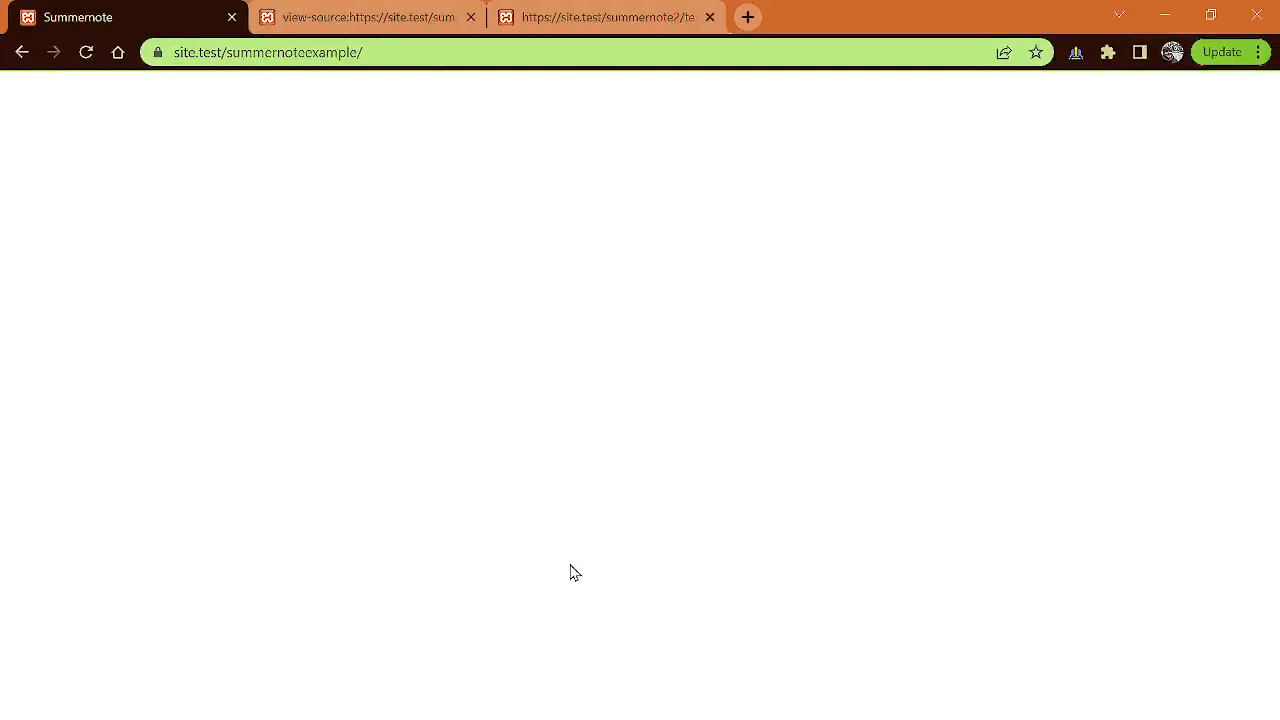 Summernote
view-source:https://site.test/sum
https://site.test/summernote2/te
site.test/summernoteexample/
Update